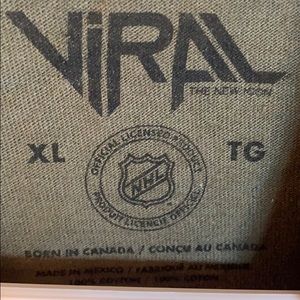 VIRAL
THE NEW ICON
XL
OFFICIAL LICENSED PRODUCT
NHL
PRODUIT LICENCIÉ OFFICIEL
TG
BORN IN CANADA / CONÇU AU CANADA
MADE IN MEXICO / FABRIQUÉ AU MEXIQUE
100% COTTON / 100% COTON